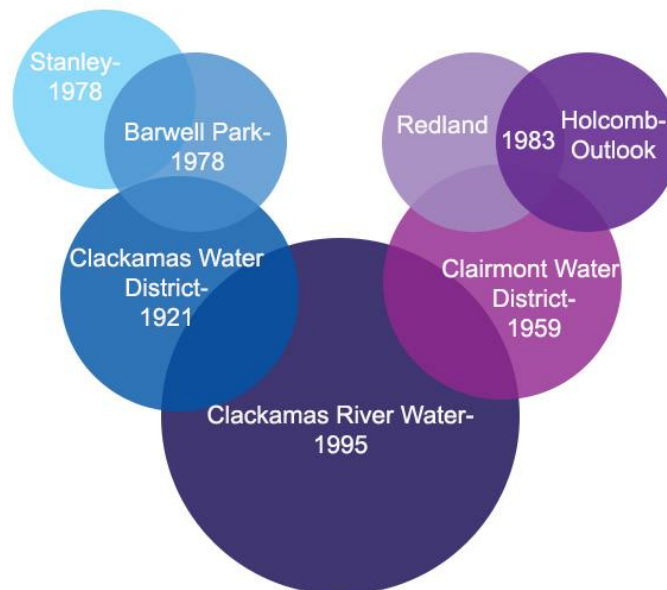 Stanley-
1978
Barwell Park-
1978
Redland
1983
Holcomb-
Outlook
Clackamas Water
District-
1921
Clairmont Water
District-
1959
Clackamas River Water-
1995